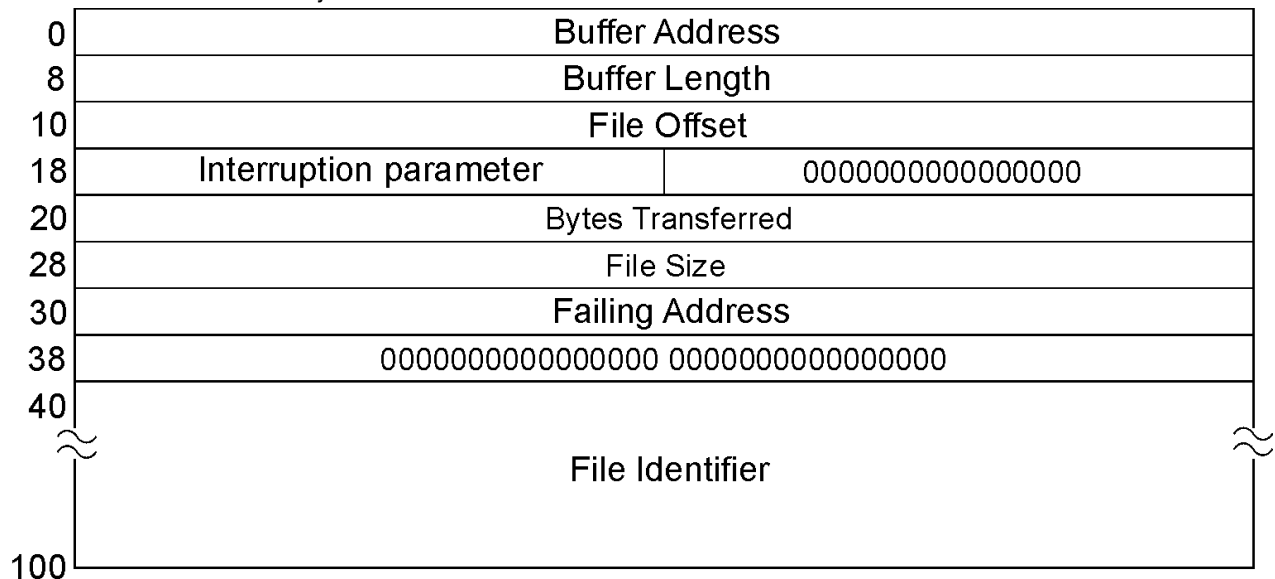 0 Buffer Address
8 Buffer Length
10 File Offset
18 Interruption parameter 0000000000000000
20 Bytes Transferred
28 File Size
30 Failing Address
38 0000000000000000 0000000000000000
40
File Identifier
100